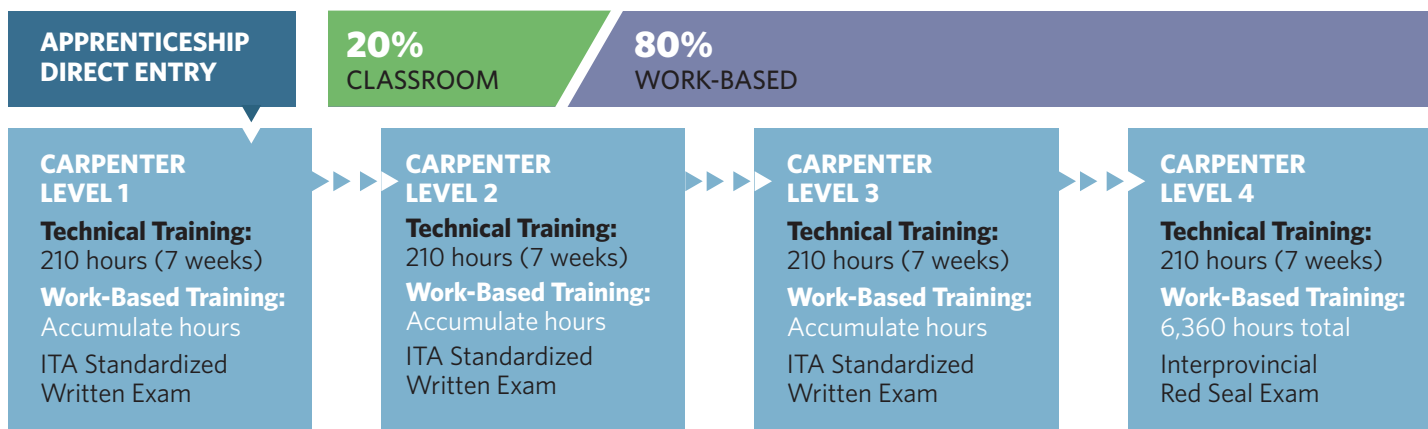 APPRENTICESHIP
DIRECT ENTRY
20%
CLASSROOM
80%
WORK-BASED
CARPENTER
LEVEL 1
Technical Training:
210 hours (7 weeks)
Work-Based Training:
Accumulate hours
ITA Standardized
Written Exam
CARPENTER
LEVEL 2
Technical Training:
210 hours (7 weeks)
Work-Based Training:
Accumulate hours
ITA Standardized
Written Exam
CARPENTER
LEVEL 3
Technical Training:
210 hours (7 weeks)
Work-Based Training:
Accumulate hours
ITA Standardized
Written Exam
CARPENTER
LEVEL 4
Technical Training:
210 hours (7 weeks)
Work-Based Training:
6,360 hours total
Interprovincial
Red Seal Exam